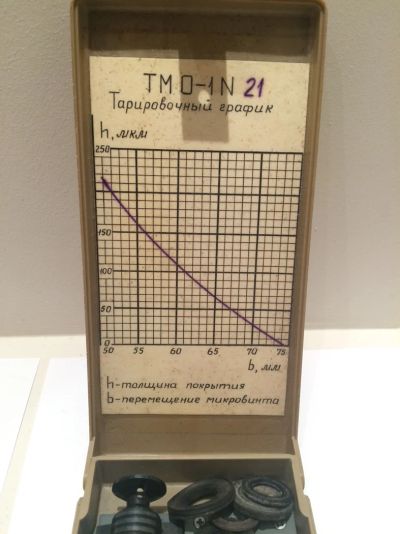 ТМО-1N 21
Тарировочный график
h, мкм
250
150
100
50
0
50 55 60 65 70 75
b, мм
h-толщина покрытия
b-перемещение микровинта